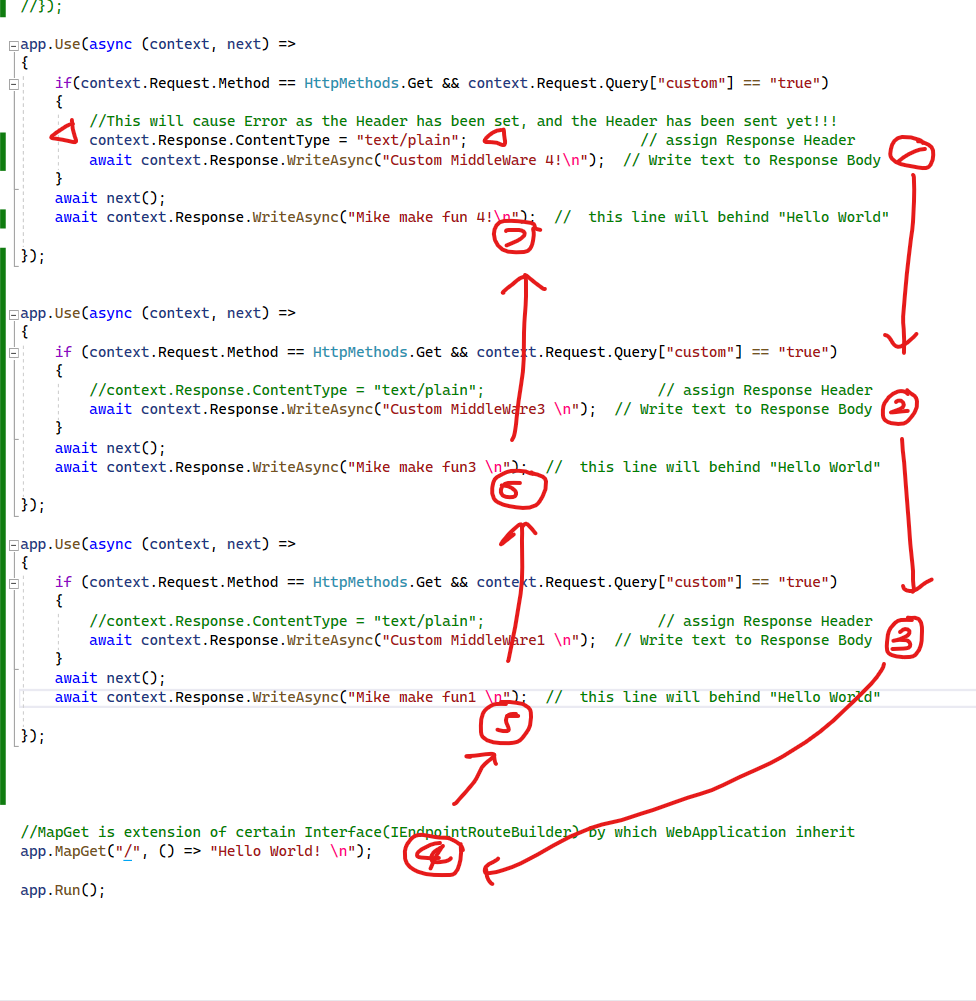 //});
app.Use(async (context, next) =>
{
if(context.Request.Method == HttpMethods.Get && context.Request.Query["custom"] == "true")
{
//This will cause Error as the Header has been set, and the Header has been sent yet!!!
context.Response.ContentType = "text/plain"; // assign Response Header
await context.Response.WriteAsync("Custom MiddleWare 4!\n"); // Write text to Response Body 1
}
await next();
await context.Response.WriteAsync("Mike make fun 4!\n"); // this line will behind "Hello World"
7
});
app.Use(async (context, next) =>
{
if (context.Request.Method == HttpMethods.Get && context.Request.Query["custom"] == "true")
{
//context.Response.ContentType = "text/plain"; // assign Response Header
await context.Response.WriteAsync("Custom MiddleWare3 \n"); // Write text to Response Body 2
}
await next();
await context.Response.WriteAsync("Mike make fun3 \n"); // this line will behind "Hello World"
6
});
app.Use(async (context, next) =>
{
if (context.Request.Method == HttpMethods.Get && context.Request.Query["custom"] == "true")
{
//context.Response.ContentType = "text/plain"; // assign Response Header
await context.Response.WriteAsync("Custom MiddleWare1 \n"); // Write text to Response Body 3
}
await next();
await context.Response.WriteAsync("Mike make fun1 \n"); // this line will behind "Hello World"
5
});
//MapGet is extension of certain Interface(IEndpointRouteBuilder) by which WebApplication inherit
app.MapGet("/", () => "Hello World! \n"); 4
app.Run();